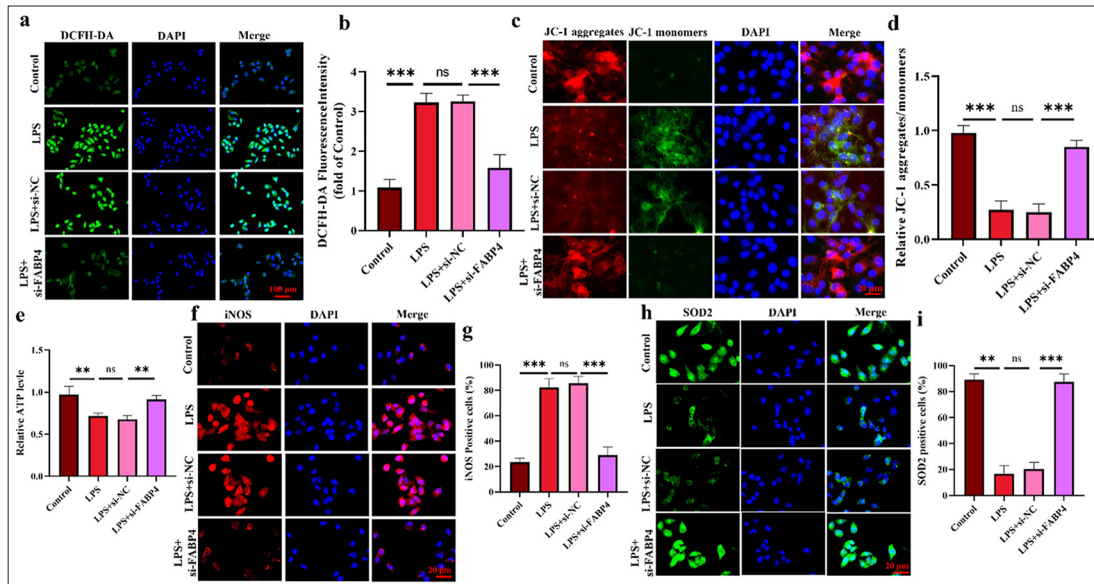 a
DCFH-DA DAPI Merge
Control
LPS
LPS+si-NC
LPS+
si-FABP4
100 μm
b
DCFH-DA FluorescenceIntensity
(fold of Control)
4
3
2
1
0
*** ns ***
Control
LPS
LPS+si-NC
LPS+si-FABP4
c
JC-1 aggregates JC-1 monomers DAPI Merge
Control
LPS
LPS+si-NC
LPS+
si-FABP4
20 μm
d
Relative JC-1 aggregates/monomers
1.5
1.0
0.5
0.0
*** ns ***
Control
LPS
LPS+si-NC
LPS+si-FABP4
e
Relative ATP levle
1.5
1.0
0.5
0.0
** ns **
Control
LPS
LPS+si-NC
LPS+si-FABP4
f
iNOS DAPI Merge
Control
LPS
LPS+si-NC
LPS+
si-FABP4
20 μm
g
iNOS Positive cells (%)
100
80
60
40
20
0
*** ns ***
Control
LPS
LPS+si-NC
LPS+si-FABP4
h
SOD2 DAPI Merge
Control
LPS
LPS+si-NC
LPS+
si-FABP4
20 μm
i
SOD2 positive cells (%)
100
80
60
40
20
0
** ns ***
Control
LPS
LPS+si-NC
LPS+si-FABP4